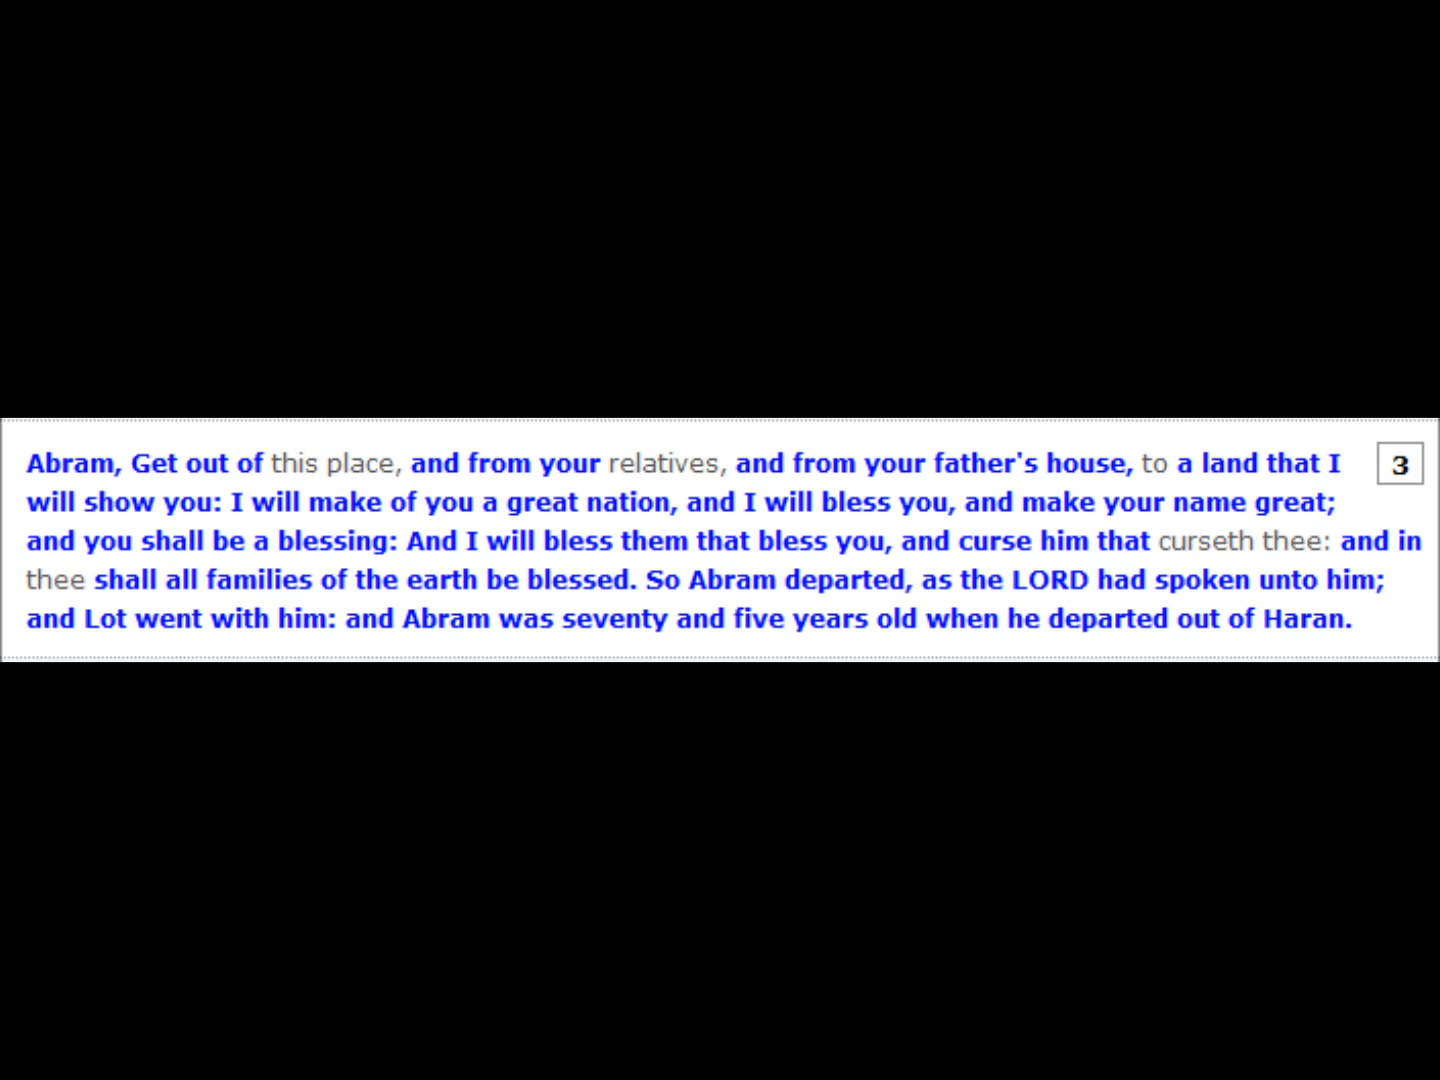 Abram, Get out of this place, and from your relatives, and from your father's house, to a land that I
3
will show you: I will make of you a great nation, and I will bless you, and make your name great;
and you shall be a blessing: And I will bless them that bless you, and curse him that curseth thee: and in
thee shall all families of the earth be blessed. So Abram departed, as the LORD had spoken unto him;
and Lot went with him: and Abram was seventy and five years old when he departed out of Haran.